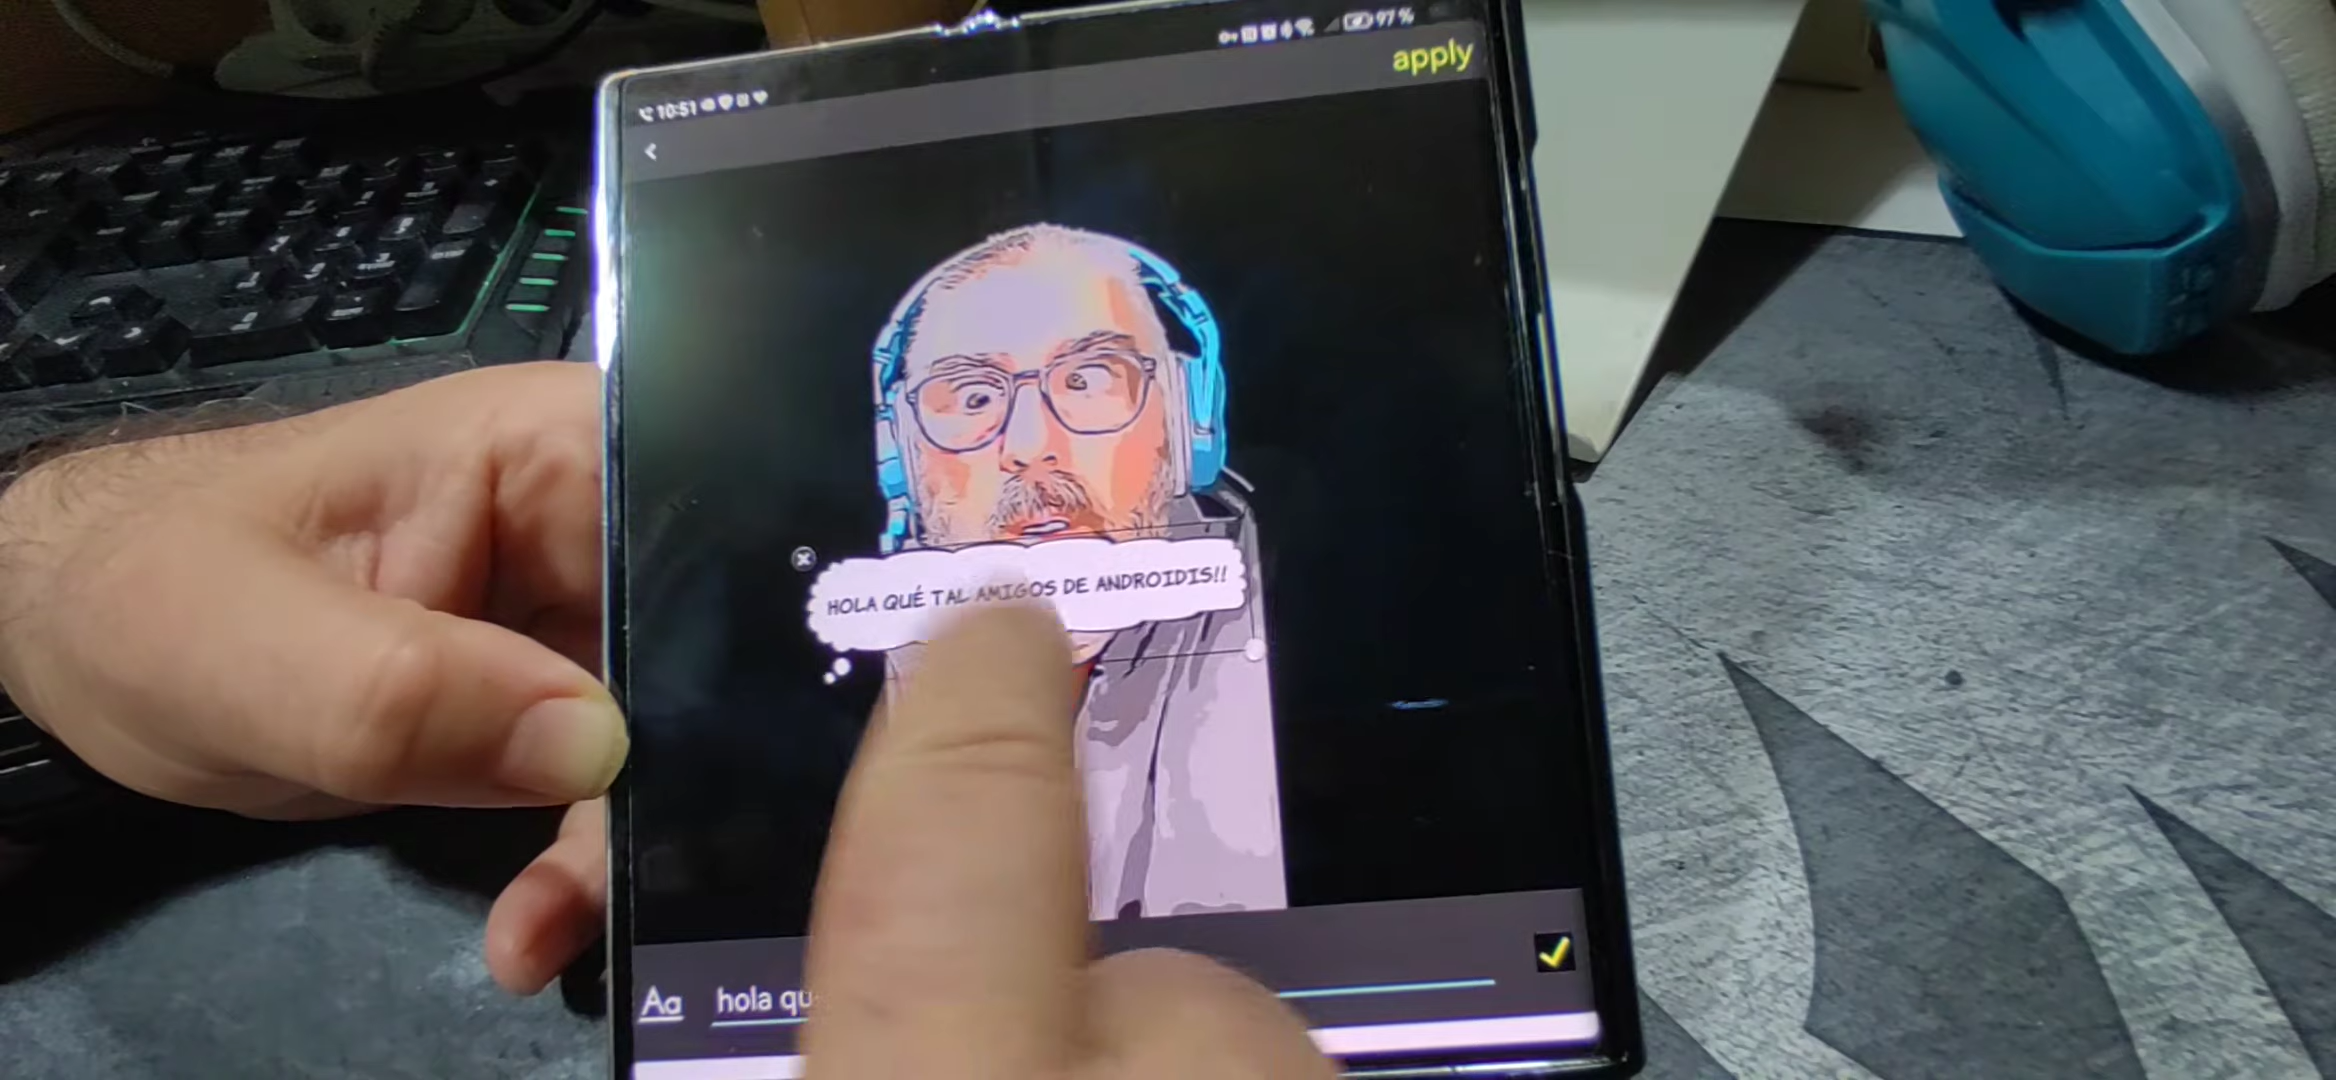 97%
apply
10:51
HOLA QUÉ TAL AMIGOS DE ANDROIDIS!!
Aa hola qu